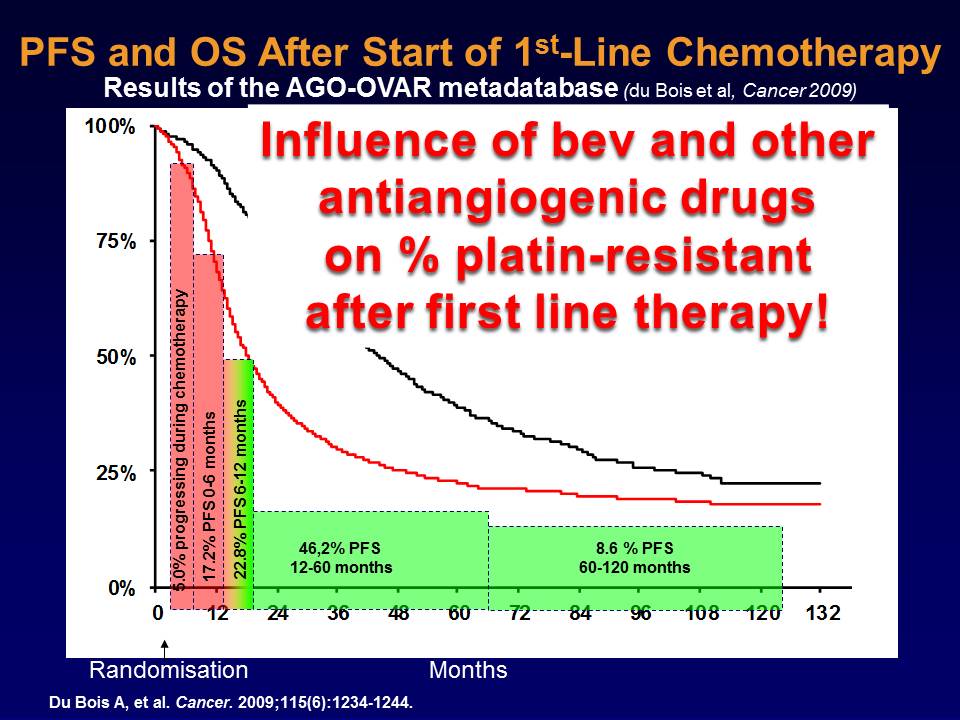 PFS and OS After Start of 1st-Line Chemotherapy
Results of the AGO-OVAR metadatabase (du Bois et al, Cancer 2009)
Influence of bev and other
antiangiogenic drugs
on % platin-resistant
after first line therapy!
100%
75%
50%
25%
0%
5.0% progressing during chemotherapy
17.2% PFS 0-6 months
22.8% PFS 6-12 months
46,2% PFS
12-60 months
8.6 % PFS
60-120 months
0 12 24 36 48 60 72 84 96 108 120 132
Randomisation
Months
Du Bois A, et al. Cancer. 2009;115(6):1234-1244.